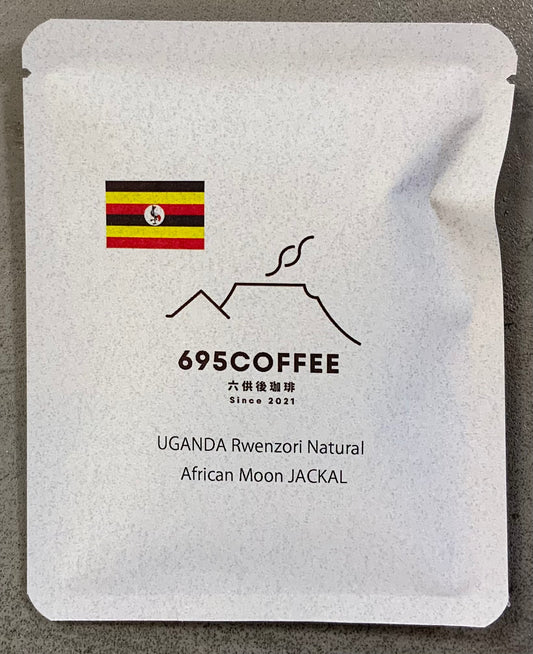 695COFFEE
六供後珈琲
Since 2021
UGANDA Rwenzori Natural
African Moon JACKAL